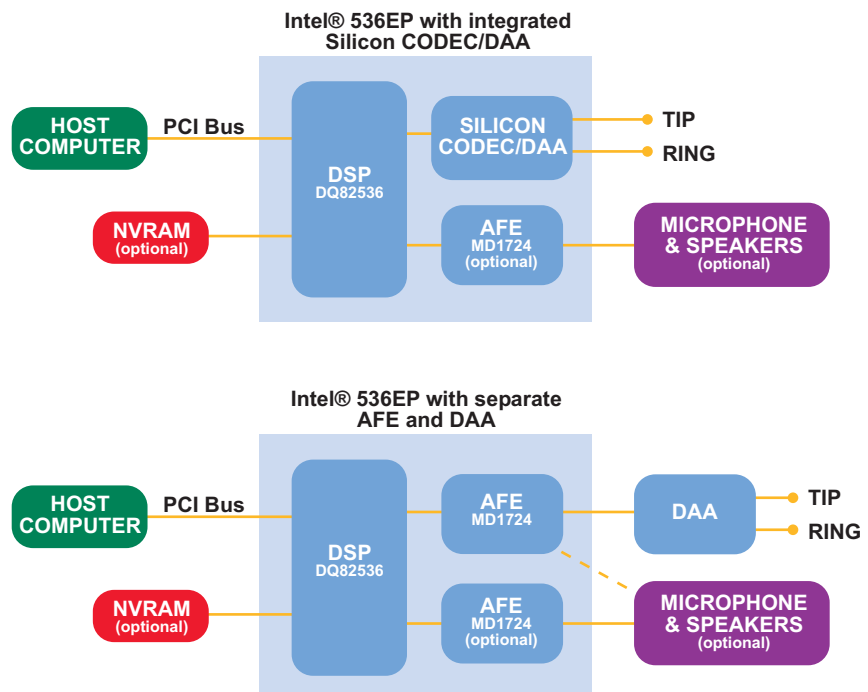 Intel® 536EP with integrated
Silicon CODEC/DAA
HOST
COMPUTER
PCI Bus
DSP
DQ82536
SILICON
CODEC/DAA
TIP
RING
NVRAM
(optional)
AFE
MD1724
(optional)
MICROPHONE
& SPEAKERS
(optional)
Intel® 536EP with separate
AFE and DAA
HOST
COMPUTER
PCI Bus
DSP
DQ82536
AFE
MD1724
DAA
TIP
RING
NVRAM
(optional)
AFE
MD1724
(optional)
MICROPHONE
& SPEAKERS
(optional)